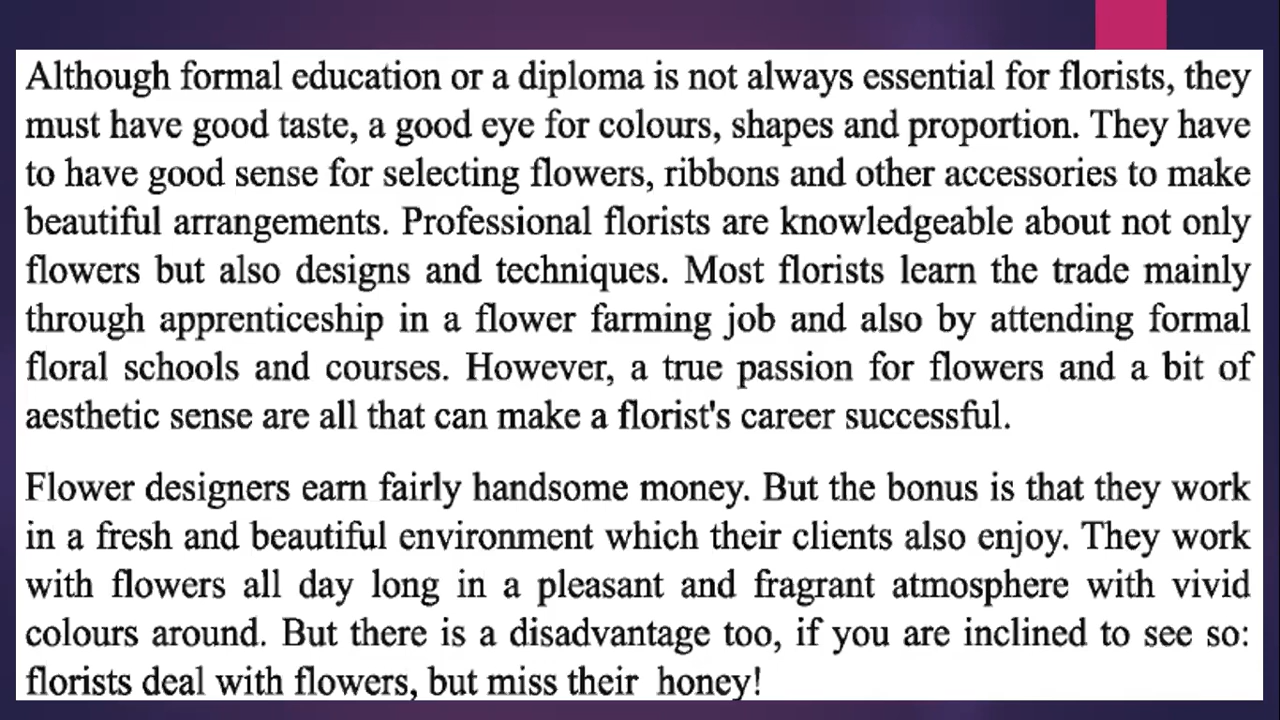 Although formal education or a diploma is not always essential for florists, they
must have good taste, a good eye for colours, shapes and proportion. They have
to have good sense for selecting flowers, ribbons and other accessories to make
beautiful arrangements. Professional florists are knowledgeable about not only
flowers but also designs and techniques. Most florists learn the trade mainly
through apprenticeship in a flower farming job and also by attending formal
floral schools and courses. However, a true passion for flowers and a bit of
aesthetic sense are all that can make a florist's career successful.
Flower designers earn fairly handsome money. But the bonus is that they work
in a fresh and beautiful environment which their clients also enjoy. They work
with flowers all day long in a pleasant and fragrant atmosphere with vivid
colours around. But there is a disadvantage too, if you are inclined to see so:
florists deal with flowers, but miss their honey!